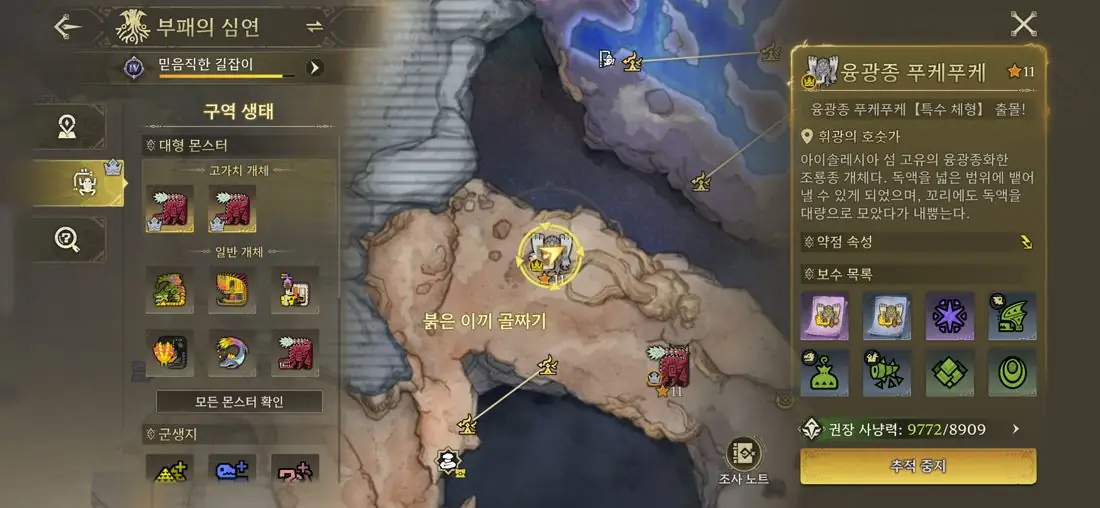 부패의 심연
IV
믿음직한 길잡이
구역 생태
대형 몬스터
고가치 개체
일반 개체
모든 몬스터 확인
군생지
붉은 이끼 골짜기
11
11
조사 노트
융광종 푸케푸케
11
융광종 푸케푸케【특수 체형】 출몰!
휘광의 호숫가
아이솔레시아 섬 고유의 융광종화한
조룡종 개체다. 독액을 넓은 범위에 뱉어
낼 수 있게 되었으며, 꼬리에도 독액을
대량으로 모았다가 내뿜는다.
약점 속성
보수 목록
권장 사냥력: 9772/8909
추적 중지